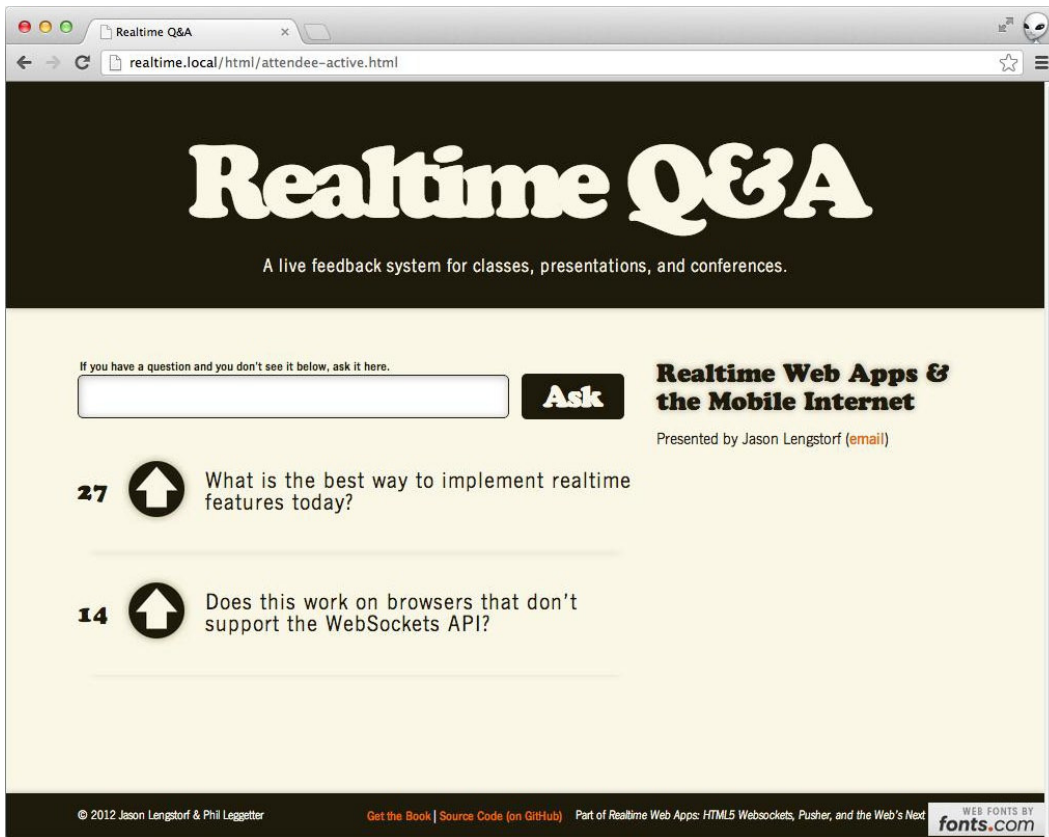 Realtime Q&A
realtime.local/html/attendee-active.html
Realtime Q&A
A live feedback system for classes, presentations, and conferences.
If you have a question and you don't see it below, ask it here.
Ask
27
What is the best way to implement realtime
features today?
14
Does this work on browsers that don't
support the WebSockets API?
Realtime Web Apps &
the Mobile Internet
Presented by Jason Lengstorf (email)
© 2012 Jason Lengstorf & Phil Leggetter
Get the Book | Source Code (on GitHub)
Part of Realtime Web Apps: HTML5 Websockets, Pusher, and the Web's Next
WEB FONTS BY
fonts.com